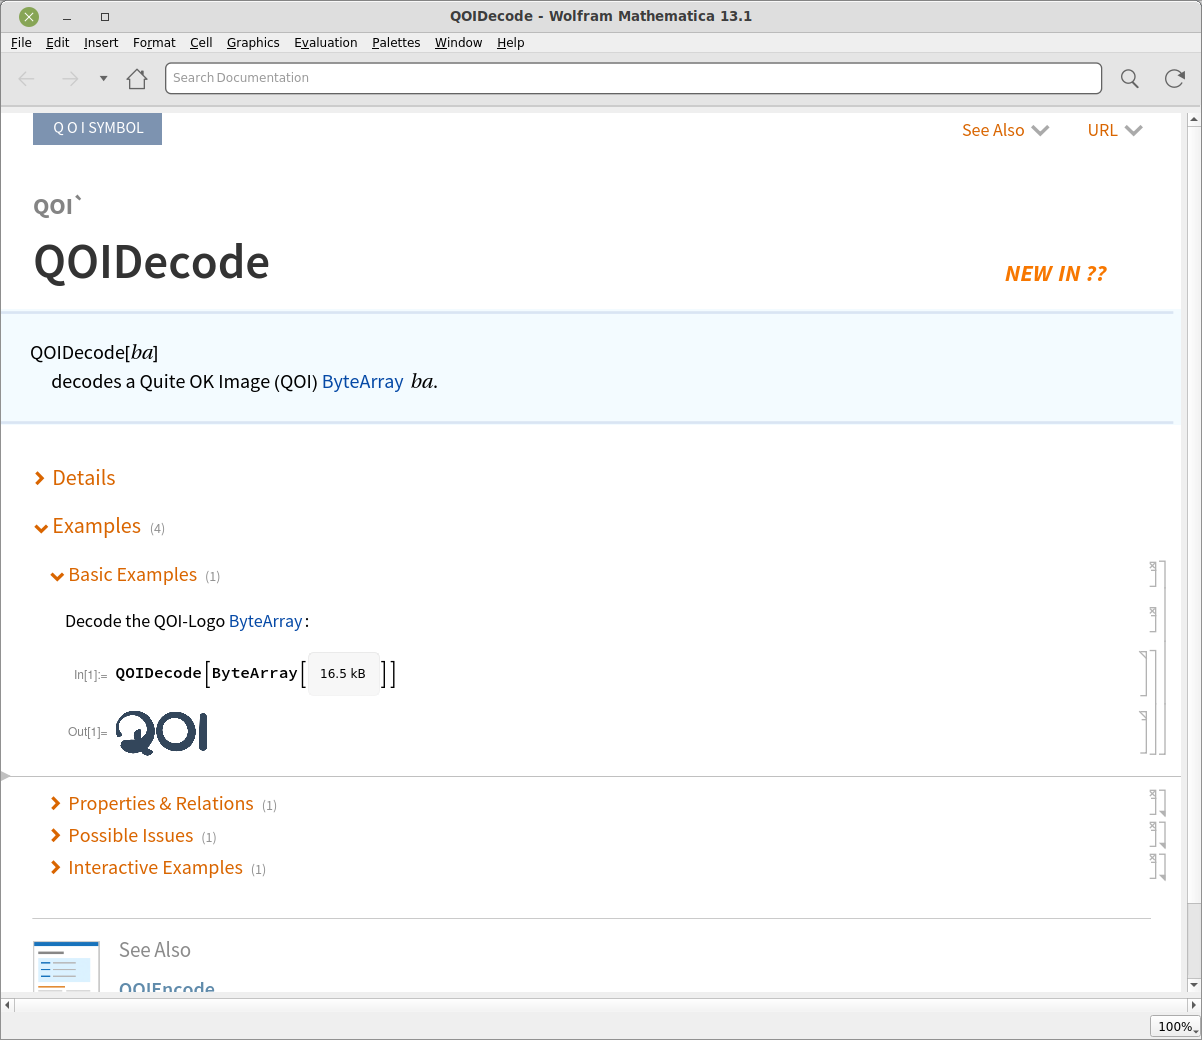 QOIDecode - Wolfram Mathematica 13.1
File Edit Insert Format Cell Graphics Evaluation Palettes Window Help
Search Documentation
Q O I SYMBOL
See Also
URL
QOI`
QOIDecode
NEW IN ??
QOIDecode[ba]
decodes a Quite OK Image (QOI) ByteArray ba.
Details
Examples (4)
Basic Examples (1)
Decode the QOI-Logo ByteArray:
In[1]:= QOIDecode[ByteArray[16.5 kB]]
Out[1]= QOI
Properties & Relations (1)
Possible Issues (1)
Interactive Examples (1)
See Also
QOIEncode
100%